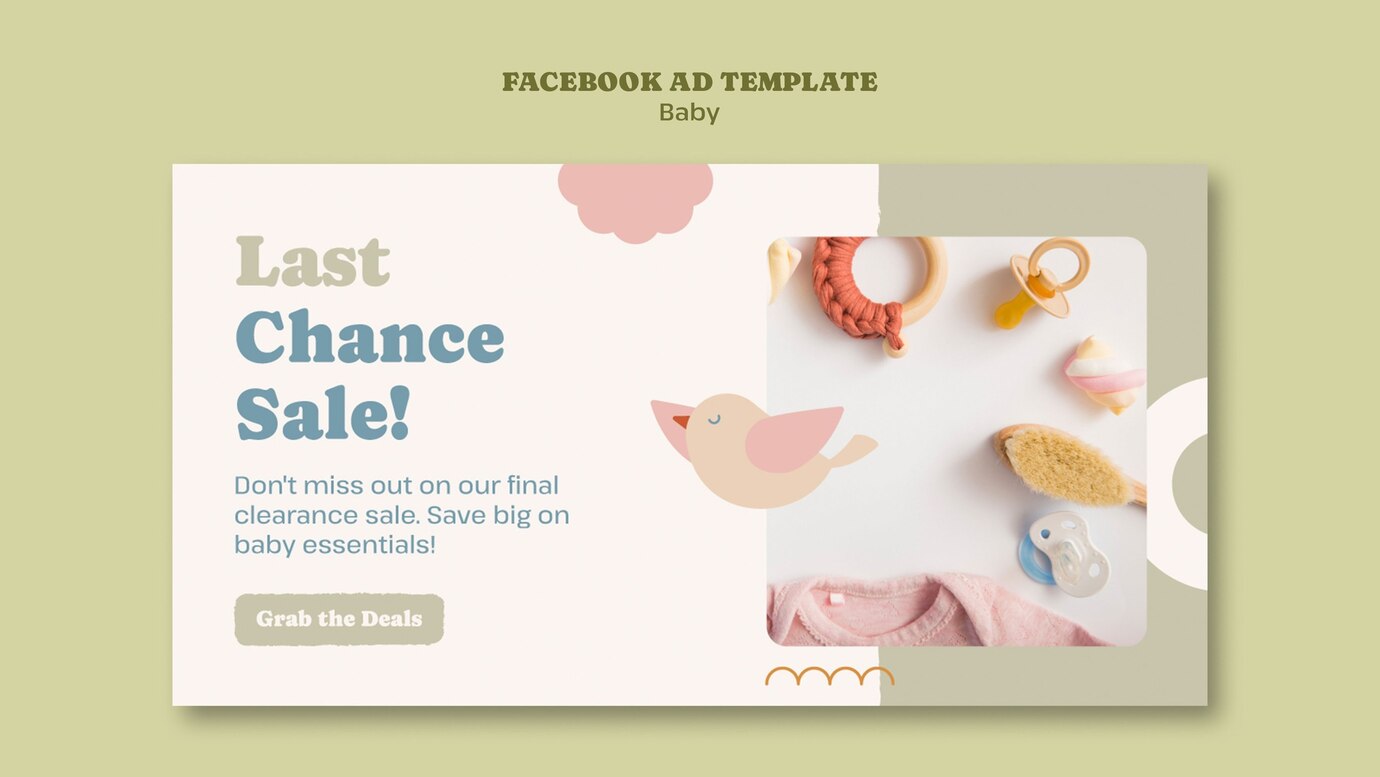 FACEBOOK AD TEMPLATE
Baby
Last
Chance
Sale!
Don't miss out on our final
clearance sale. Save big on
baby essentials!
Grab the Deals